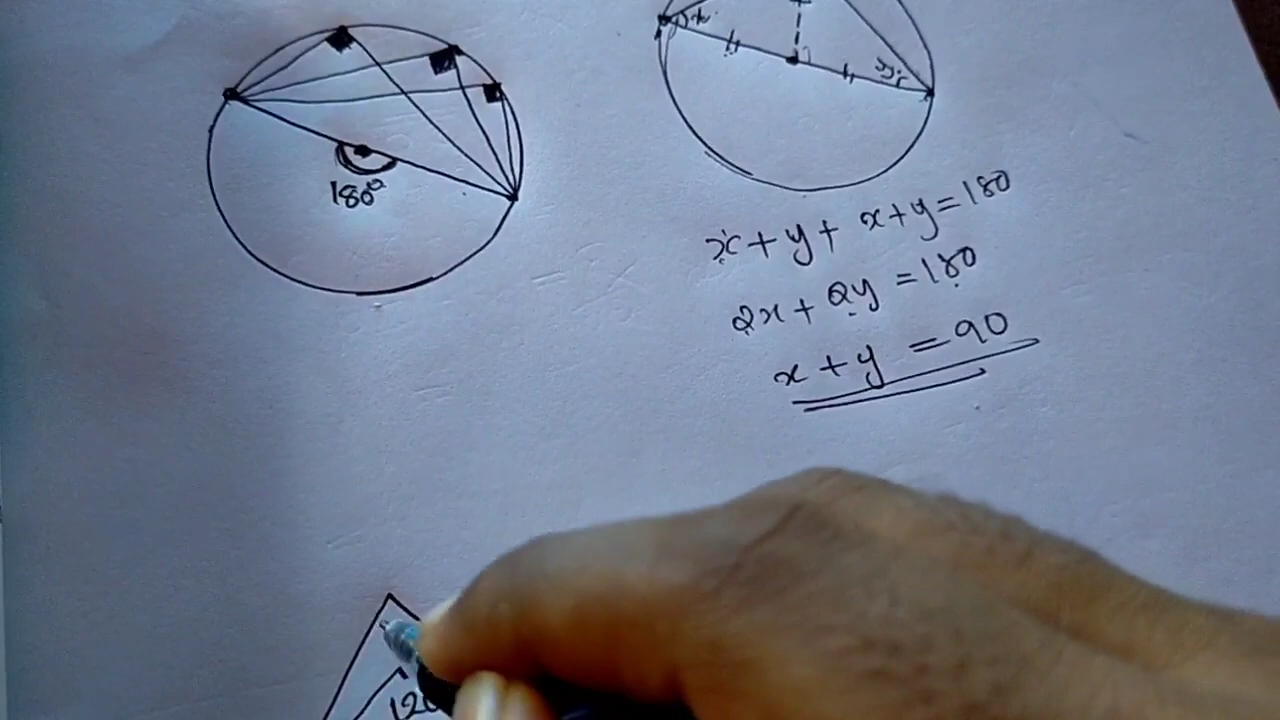 180°
x
x + y + x + y = 180
2x + 2y = 180
x + y = 90